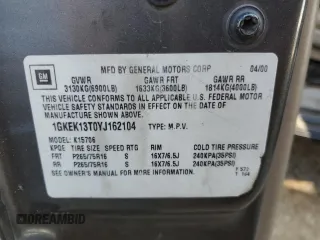 GM
MFD BY GENERAL MOTORS CORP 04/00
GVWR GAWR FRT GAWR RR
3130KG(6900LB) 1633KG(3600LB) 1814KG(4000LB)
THIS VEHICLE CONFORMS TO ALL APPLICABLE U.S. FEDERAL MOTOR
VEHICLE SAFETY STANDARDS IN EFFECT ON THE DATE OF
MANUFACTURE SHOWN ABOVE.
1GKEK13T0YJ162104 TYPE: M.P.V.
MODEL: K15706
KPOE TIRE SIZE SPEED RTG RIM COLD TIRE PRESSURE
FRT P265/75R16 S 16X7/6.5J 240KPA(35PSI)
RR P265/75R16 S 16X7/6.5J 240KPA(35PSI)
SEE OWNER'S MANUAL FOR MORE INFORMATION.
RIDESAFELY